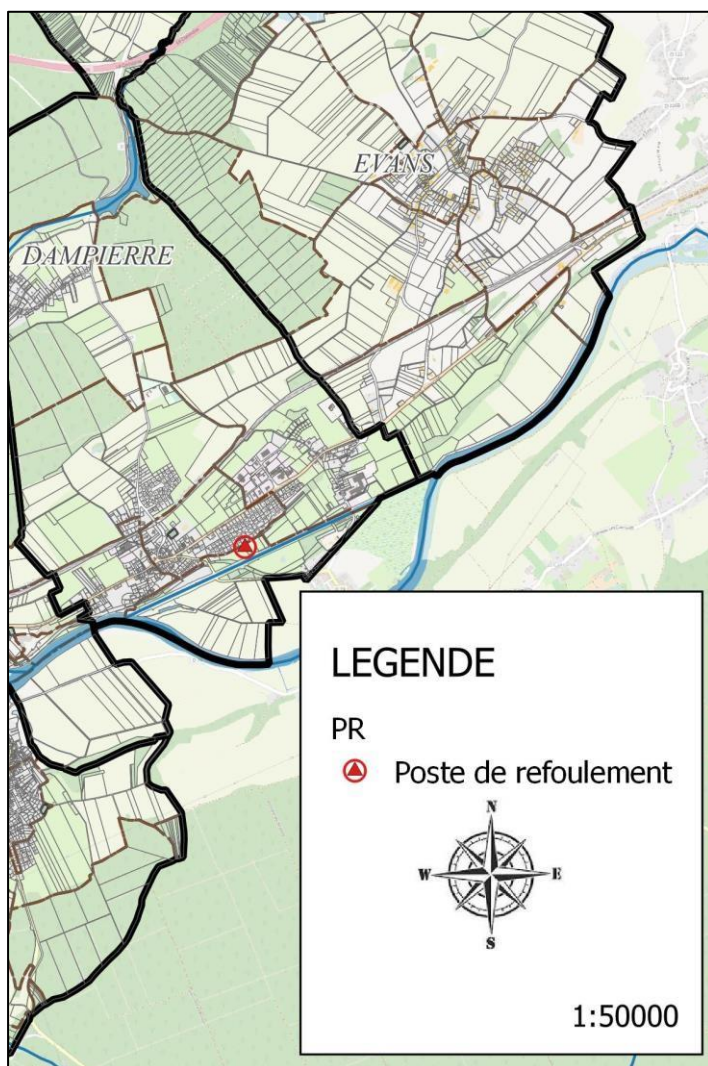 EVANS
DAMPIERRE
LEGENDE
PR
Poste de refoulement
N
W E
S
1:50000